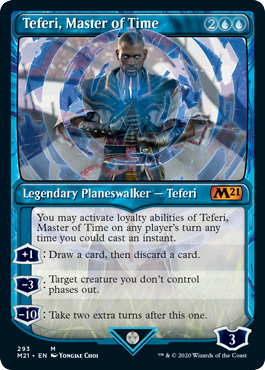 Teferi, Master of Time 2
Legendary Planeswalker — Teferi M21
You may activate loyalty abilities of Teferi,
Master of Time on any player's turn any
time you could cast an instant.
+1 : Draw a card, then discard a card.
−3 : Target creature you don't control
phases out.
−10 : Take two extra turns after this one.
3
293 M
M21 • EN Yongjae Choi
™ & © 2020 Wizards of the Coast